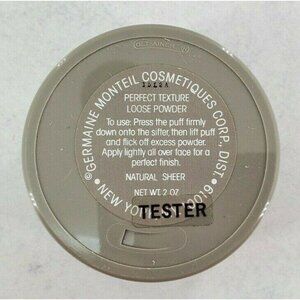 ©GERMAINE MONTEIL COSMETIQUES CORP., DIST.
PERFECT TEXTURE
LOOSE POWDER
To use: Press the puff firmly
down onto the sifter, then lift puff
and flick off excess powder.
Apply lightly all over face for a
perfect finish.
NATURAL SHEER
NET WT. 2 OZ
• NEW YORK 10019 •
TESTER